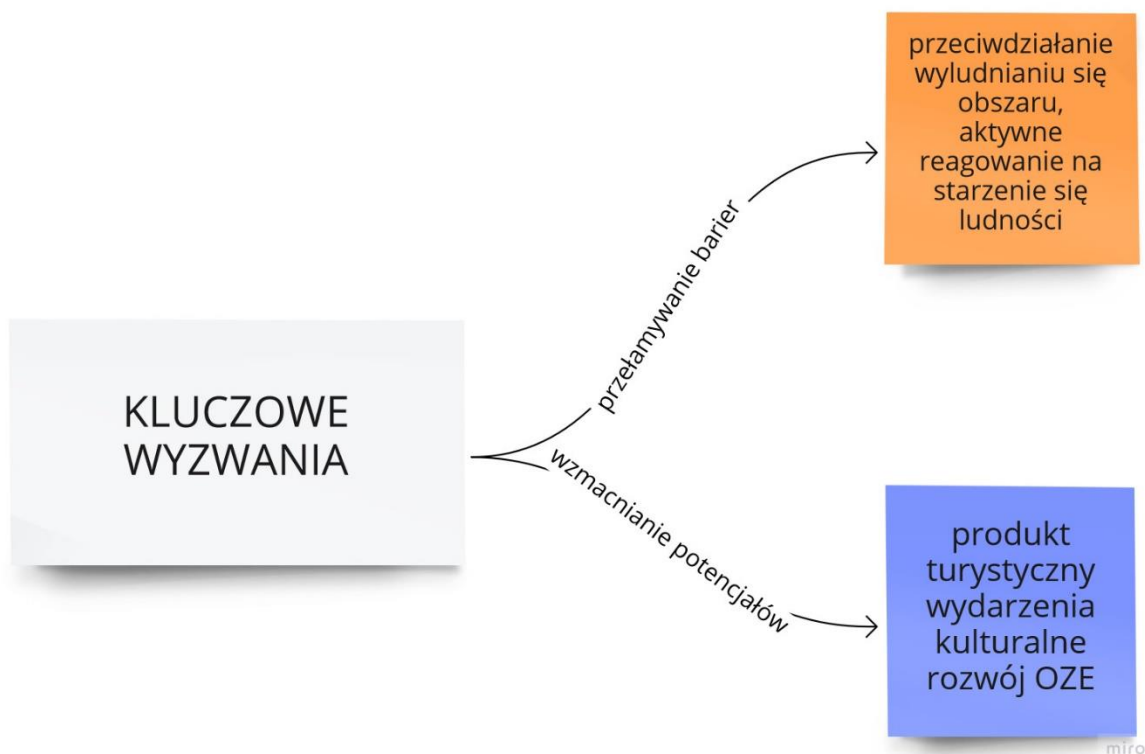 KLUCZOWE
WYZWANIA
przełamywanie barier
przeciwdziałanie
wyludnianiu się
obszaru,
aktywne
reagowanie na
starzenie się
ludności
wzmacnianie potencjałów
produkt
turystyczny
wydarzenia
kulturalne
rozwój OZE
miro